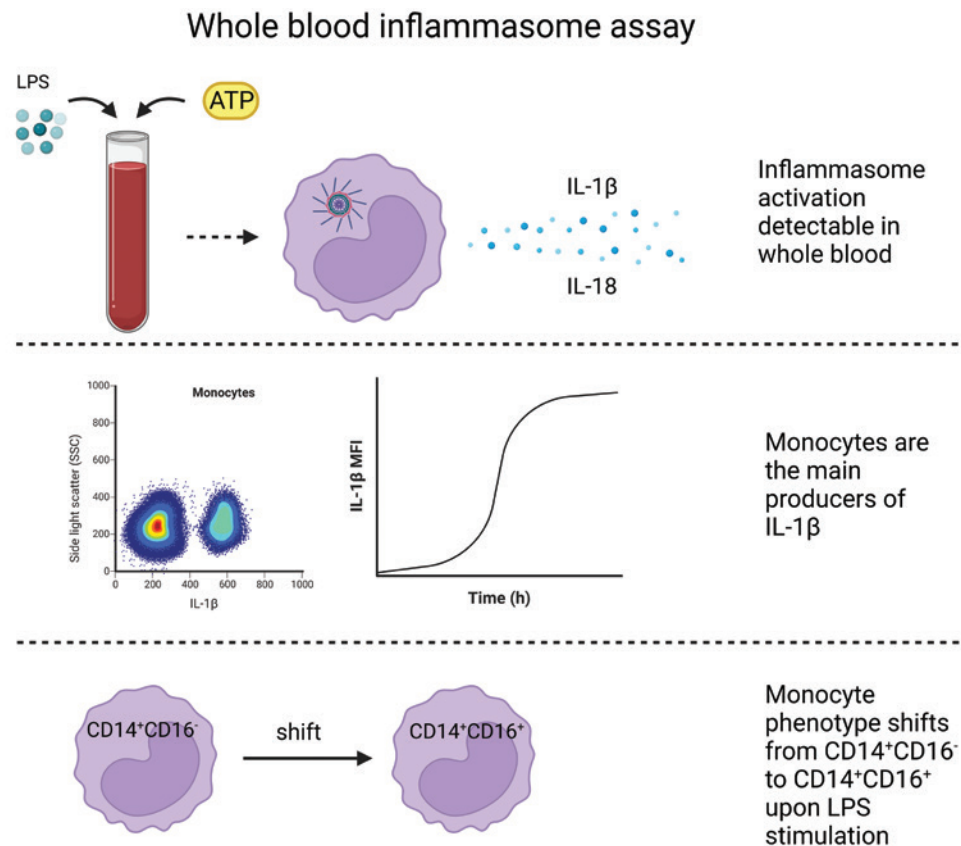 Whole blood inflammasome assay
LPS
ATP
IL-1β
IL-18
Inflammasome
activation
detectable in
whole blood
Monocytes
Side light scatter (SSC)
1000
800
600
400
200
0
0 200 400 600 800 1000
IL-1β
IL-1β MFI
Time (h)
Monocytes are
the main
producers of
IL-1β
CD14⁺CD16⁻
shift
CD14⁺CD16⁺
Monocyte
phenotype shifts
from CD14⁺CD16⁻
to CD14⁺CD16⁺
upon LPS
stimulation